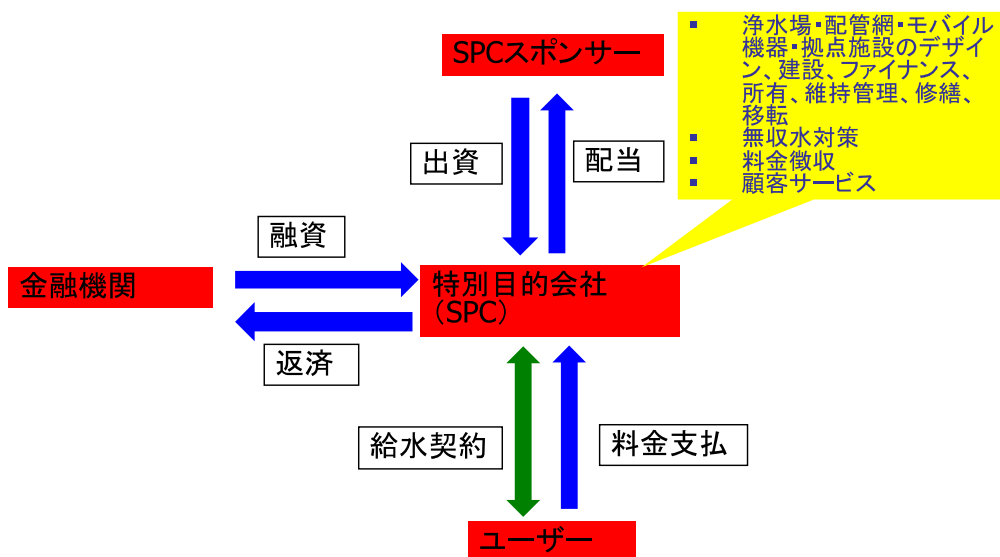 SPCスポンサー
▪ 浄水場・配管網・モバイル
機器・拠点施設のデザイ
ン、建設、ファイナンス、
所有、維持管理、修繕、
移転
▪ 無収水対策
▪ 料金徴収
▪ 顧客サービス
出資
配当
融資
金融機関
特別目的会社
（SPC）
返済
給水契約
料金支払
ユーザー